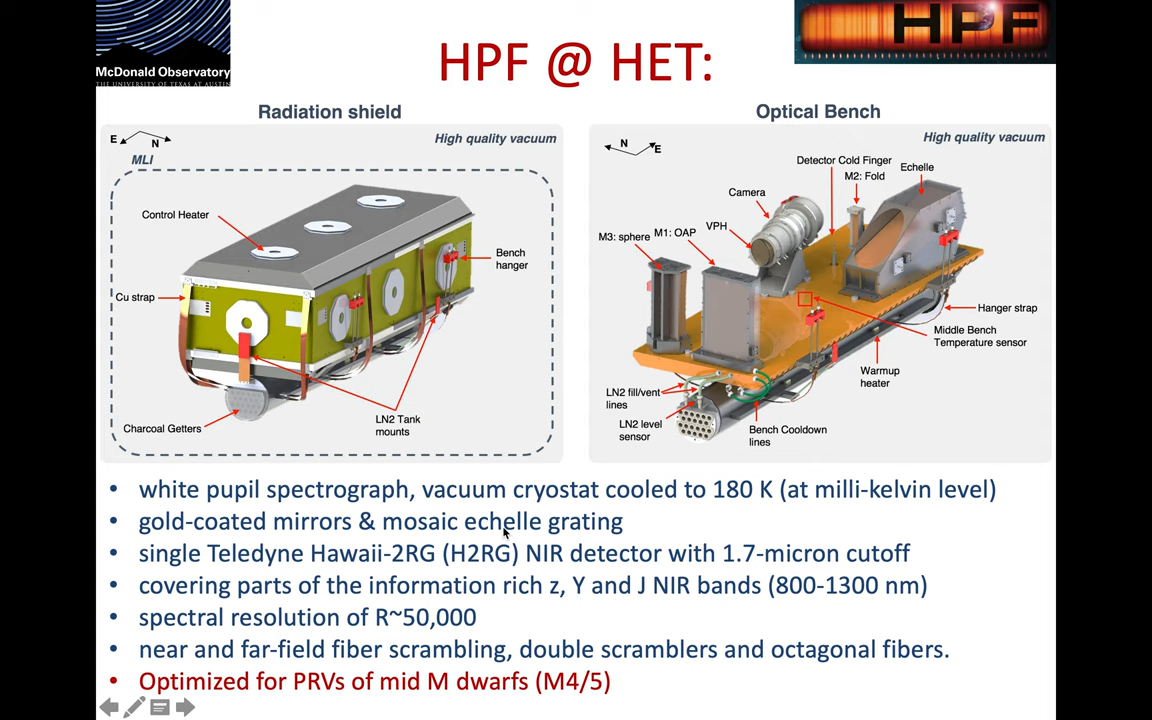 McDonald Observatory
THE UNIVERSITY OF TEXAS AT AUSTIN
HPF
HPF @ HET:
Radiation shield
E
N
High quality vacuum
MLI
Control Heater
Bench
hanger
Cu strap
LN2 Tank
mounts
Charcoal Getters
Optical Bench
N
E
High quality vacuum
Detector Cold Finger
M2: Fold
Echelle
Camera
VPH
M3: sphere
M1: OAP
Hanger strap
Middle Bench
Temperature sensor
Warmup
heater
LN2 fill/vent
lines
LN2 level
sensor
Bench Cooldown
lines
• white pupil spectrograph, vacuum cryostat cooled to 180 K (at milli-kelvin level)
• gold-coated mirrors & mosaic echelle grating
• single Teledyne Hawaii-2RG (H2RG) NIR detector with 1.7-micron cutoff
• covering parts of the information rich z, Y and J NIR bands (800-1300 nm)
• spectral resolution of R~50,000
• near and far-field fiber scrambling, double scramblers and octagonal fibers.
• Optimized for PRVs of mid M dwarfs (M4/5)